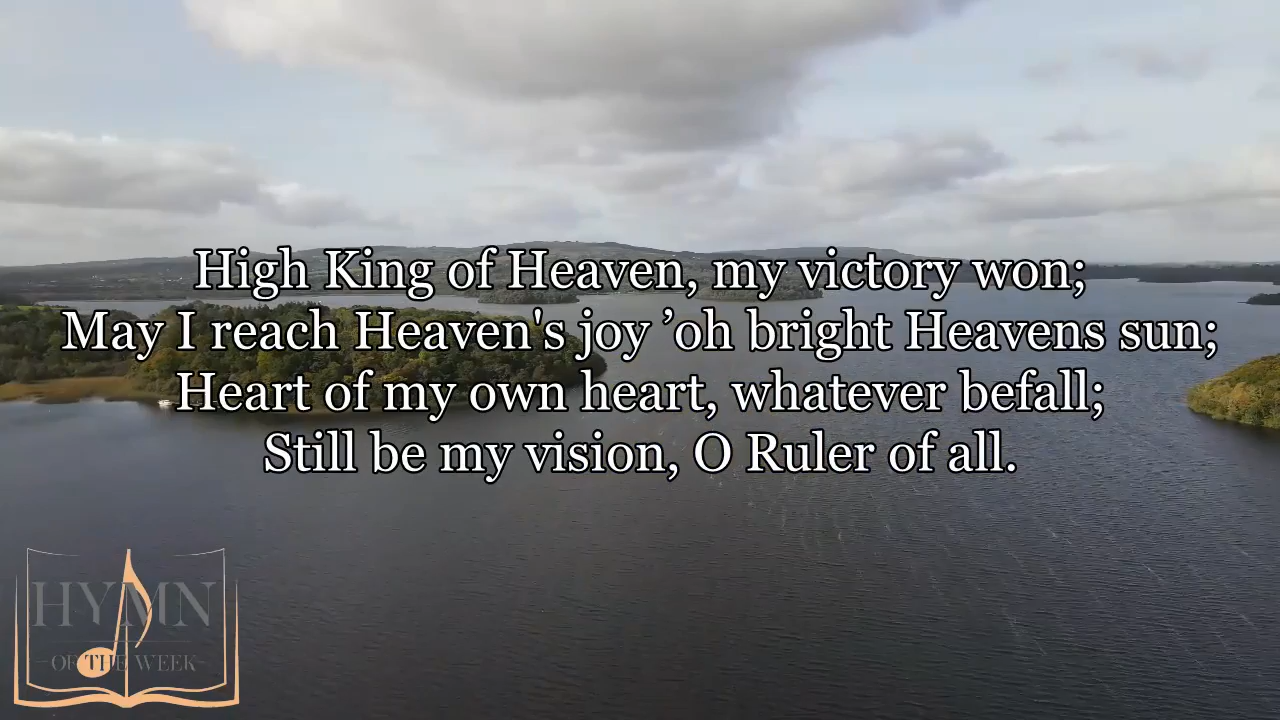 High King of Heaven, my victory won;
May I reach Heaven's joy ’oh bright Heavens sun;
Heart of my own heart, whatever befall;
Still be my vision, O Ruler of all.
HYMN
OF THE WEEK